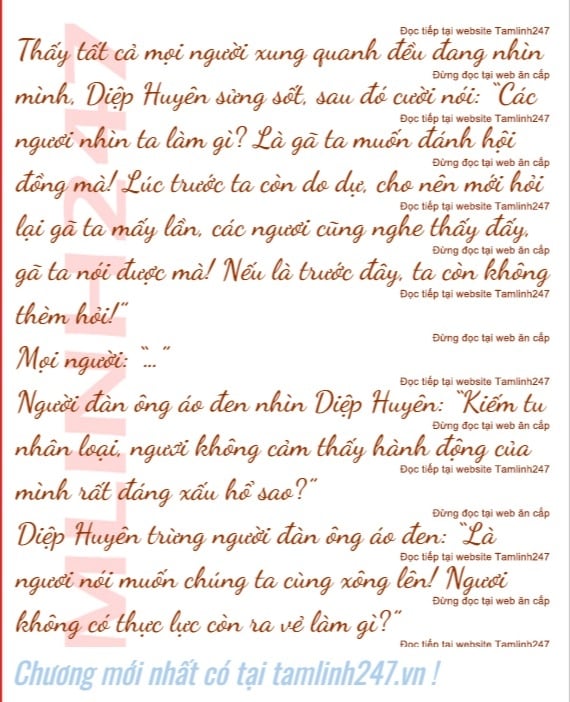 Đọc tiếp tại website Tamlinh247
Thấy tất cả mọi người xung quanh đều đang nhìn
Đừng đọc tại web ăn cắp
mình, Diệp Huyên sửng sốt, sau đó cười nói: “Các
Đọc tiếp tại website Tamlinh247
ngươi nhìn ta làm gì? Là gã ta muốn đánh hội
Đừng đọc tại web ăn cắp
đồng mà! Lúc trước ta còn do dự, cho nên mới hỏi
Đọc tiếp tại website Tamlinh247
lại gã ta mấy lần, các ngươi cũng nghe thấy đấy,
Đừng đọc tại web ăn cắp
gã ta nói được mà! Nếu là trước đây, ta còn không
Đọc tiếp tại website Tamlinh247
thèm hỏi!”
Đừng đọc tại web ăn cắp
Mọi người: “...”
Đọc tiếp tại website Tamlinh247
Người đàn ông áo đen nhìn Diệp Huyên: “Kiếm tu
Đừng đọc tại web ăn cắp
nhân loại, ngươi không cảm thấy hành động của
Đọc tiếp tại website Tamlinh247
mình rất đáng xấu hổ sao?”
Đừng đọc tại web ăn cắp
Diệp Huyên trừng người đàn ông áo đen: “Là
Đọc tiếp tại website Tamlinh247
ngươi nói muốn chúng ta cùng xông lên! Ngươi
Đừng đọc tại web ăn cắp
không có thực lực còn ra vẻ làm gì?”
Đọc tiếp tại website Tamlinh247
MLINH247
Chương mới nhất có tại tamlinh247.vn !